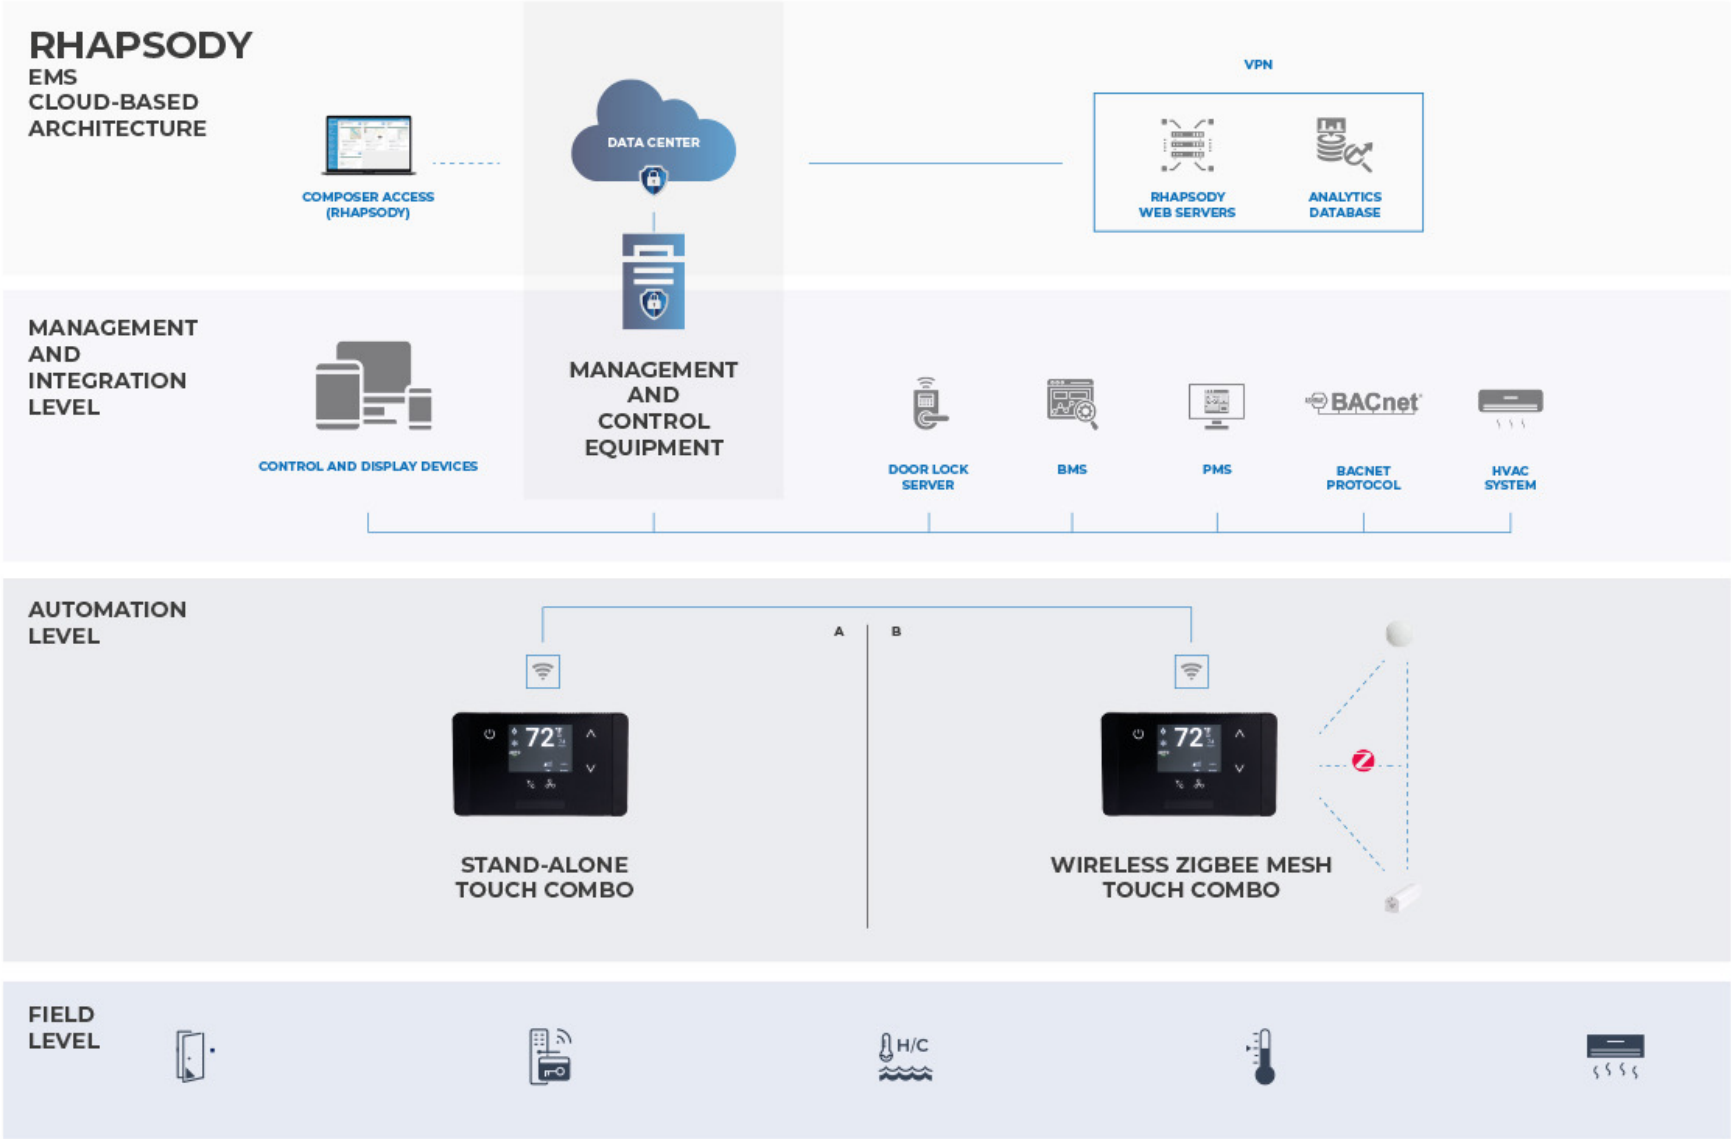 RHAPSODY
EMS
CLOUD-BASED
ARCHITECTURE
COMPOSER ACCESS
(RHAPSODY)
DATA CENTER
VPN
RHAPSODY
WEB SERVERS
ANALYTICS
DATABASE
MANAGEMENT
AND
INTEGRATION
LEVEL
CONTROL AND DISPLAY DEVICES
MANAGEMENT
AND
CONTROL
EQUIPMENT
DOOR LOCK
SERVER
BMS
PMS
BACnet
BACNET
PROTOCOL
HVAC
SYSTEM
AUTOMATION
LEVEL
A
B
72
STAND-ALONE
TOUCH COMBO
72
Z
WIRELESS ZIGBEE MESH
TOUCH COMBO
FIELD
LEVEL
H/C